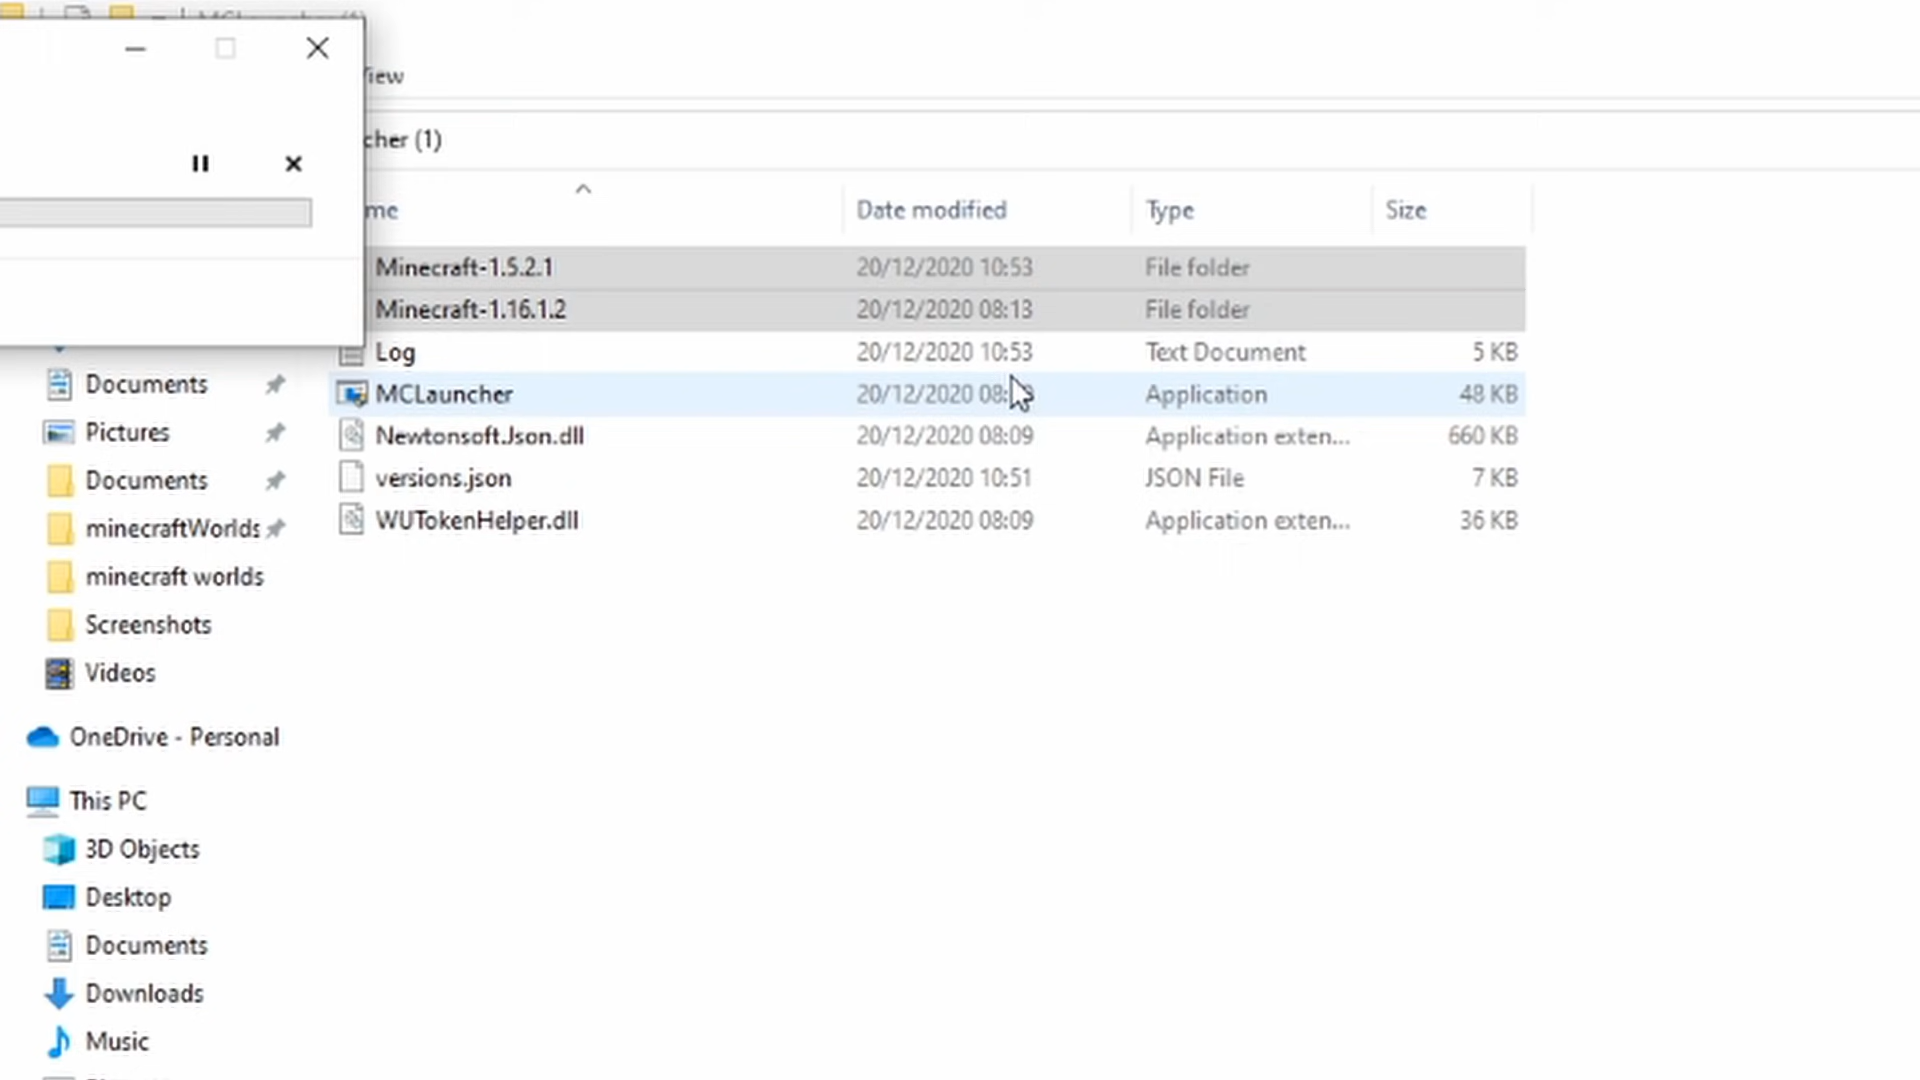 View
cher (1)
me Date modified Type Size
Minecraft-1.5.2.1 20/12/2020 10:53 File folder
Minecraft-1.16.1.2 20/12/2020 08:13 File folder
Log 20/12/2020 10:53 Text Document 5 KB
MCLauncher 20/12/2020 Application 48 KB
Newtonsoft.Json.dll 20/12/2020 08:09 Application exten... 660 KB
versions.json 20/12/2020 10:51 JSON File 7 KB
WUTokenHelper.dll 20/12/2020 08:09 Application exten... 36 KB
Documents
Pictures
Documents
minecraftWorlds
minecraft worlds
Screenshots
Videos
OneDrive - Personal
This PC
3D Objects
Desktop
Documents
Downloads
Music